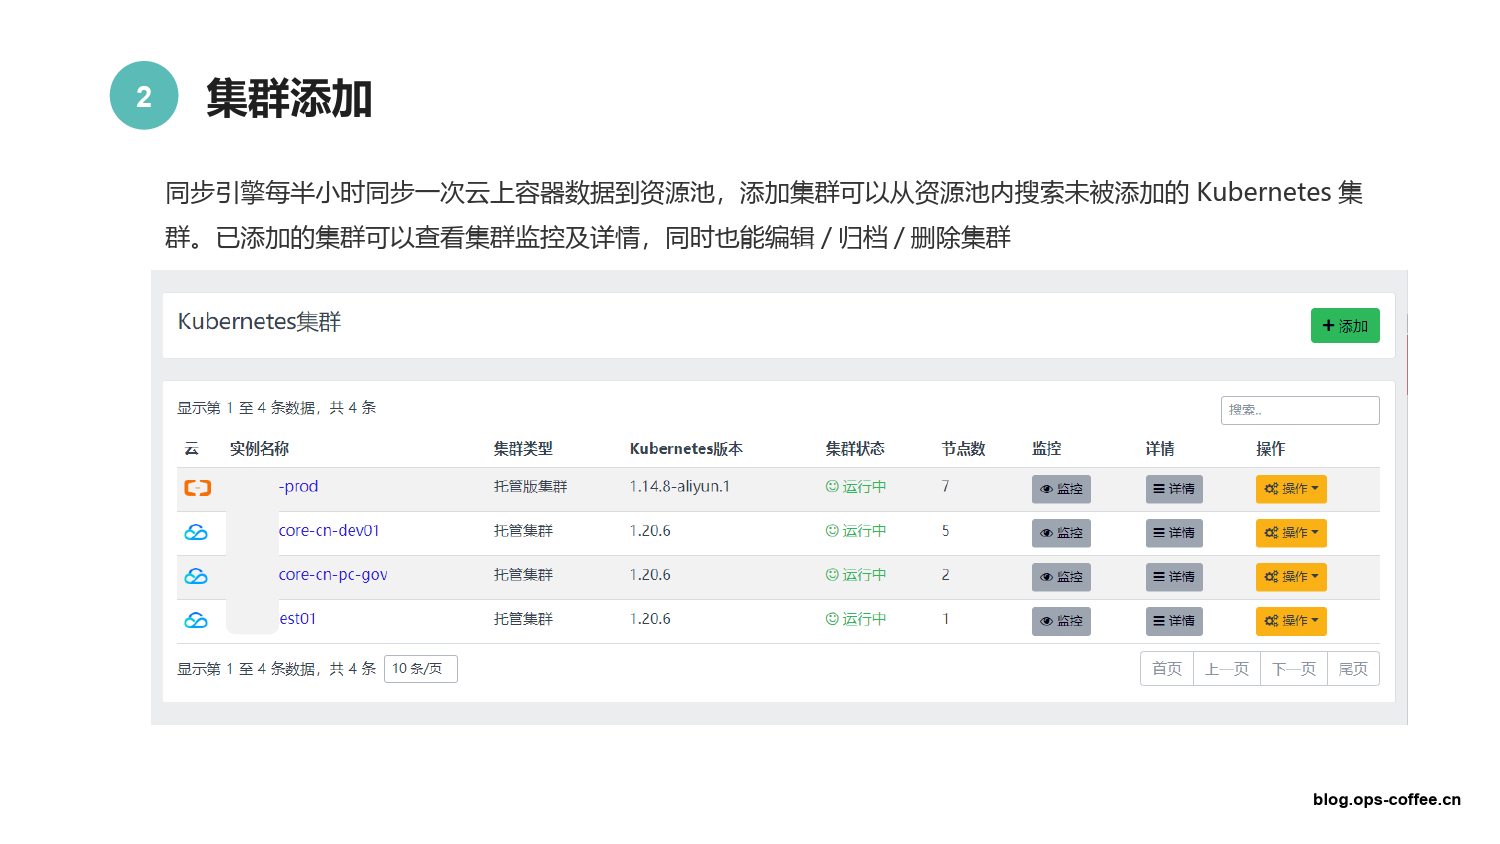 2 集群添加
同步引擎每半小时同步一次云上容器数据到资源池，添加集群可以从资源池内搜索未被添加的 Kubernetes 集
群。已添加的集群可以查看集群监控及详情，同时也能编辑 / 归档 / 删除集群
Kubernetes集群 添加
显示第 1 至 4 条数据，共 4 条 搜索..
云 实例名称 集群类型 Kubernetes版本 集群状态 节点数 监控 详情 操作
-prod 托管版集群 1.14.8-aliyun.1 运行中 7 监控 详情 操作
core-cn-dev01 托管集群 1.20.6 运行中 5 监控 详情 操作
core-cn-pc-gov 托管集群 1.20.6 运行中 2 监控 详情 操作
est01 托管集群 1.20.6 运行中 1 监控 详情 操作
显示第 1 至 4 条数据，共 4 条 10 条/页 首页 上一页 下一页 尾页
blog.ops-coffee.cn